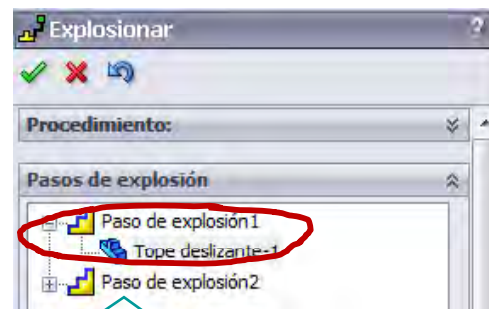 Explosionar ?
Procedimiento:
Pasos de explosión
Paso de explosión1
Tope deslizante-1
Paso de explosión2